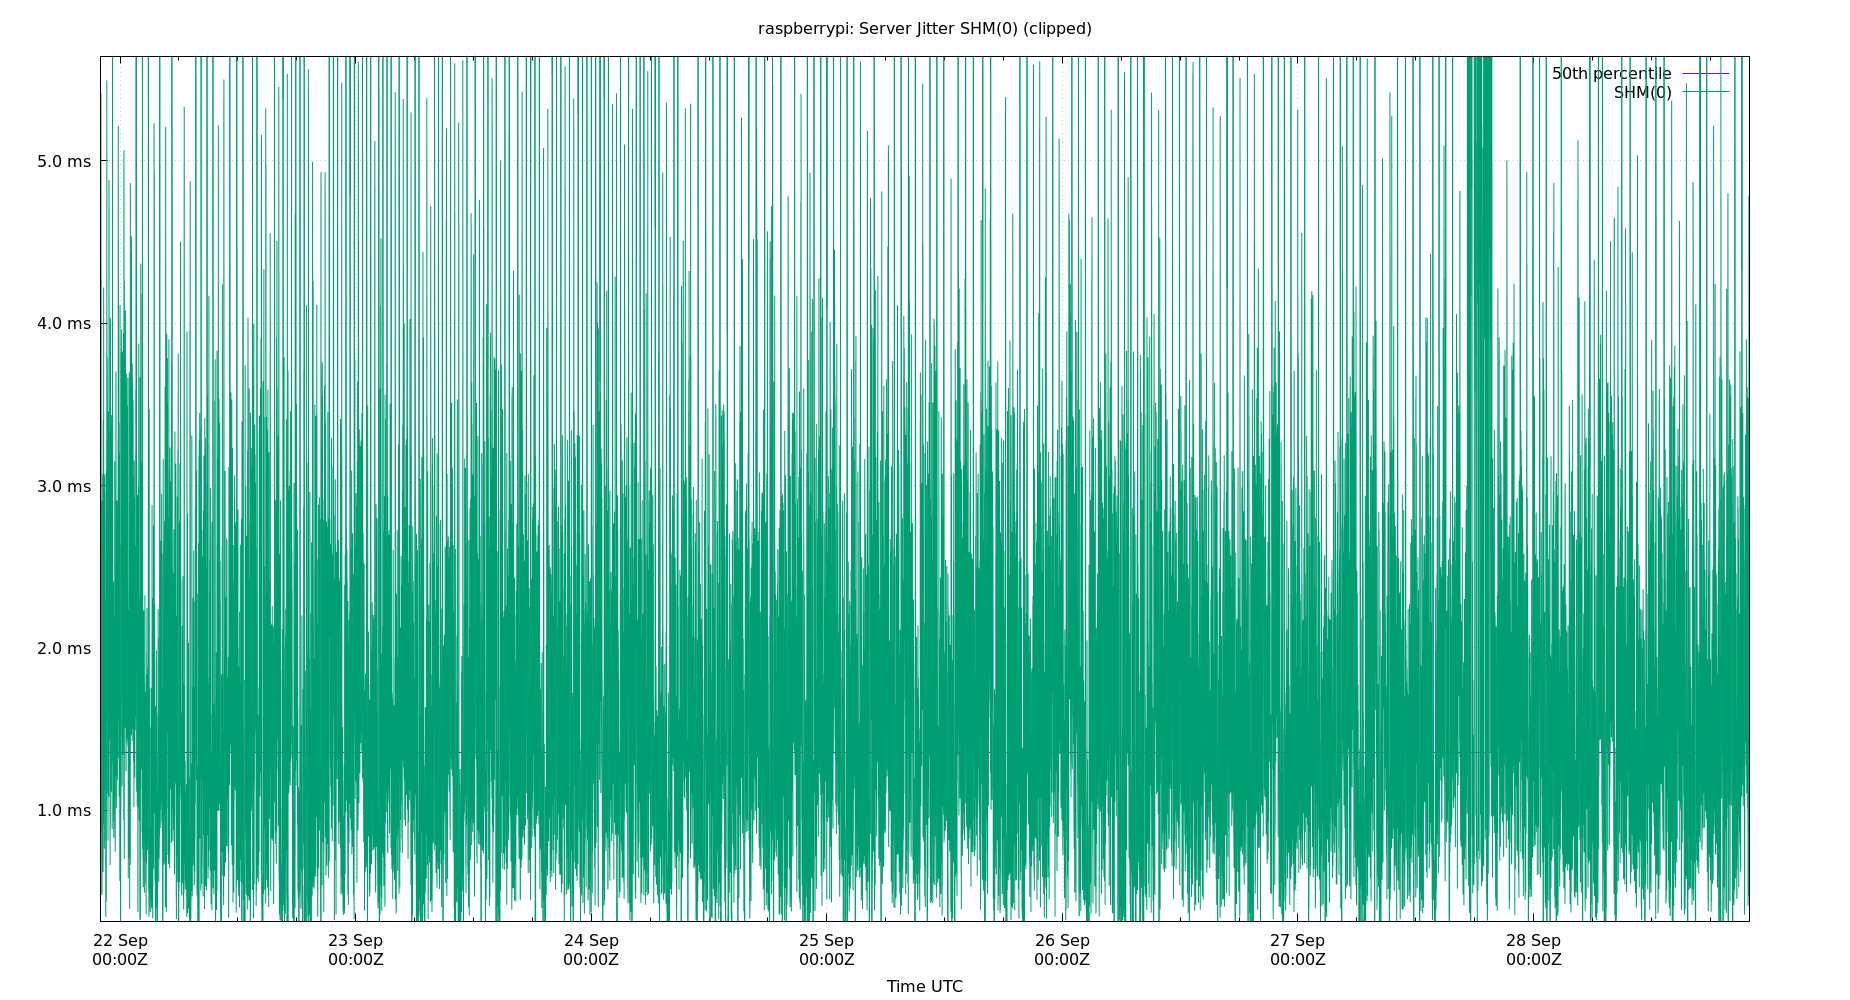 raspberrypi: Server Jitter SHM(0) (clipped)
50th percentile
SHM(0)
5.0 ms
4.0 ms
3.0 ms
2.0 ms
1.0 ms
22 Sep 23 Sep 24 Sep 25 Sep 26 Sep 27 Sep 28 Sep
00:00Z 00:00Z 00:00Z 00:00Z 00:00Z 00:00Z 00:00Z
Time UTC